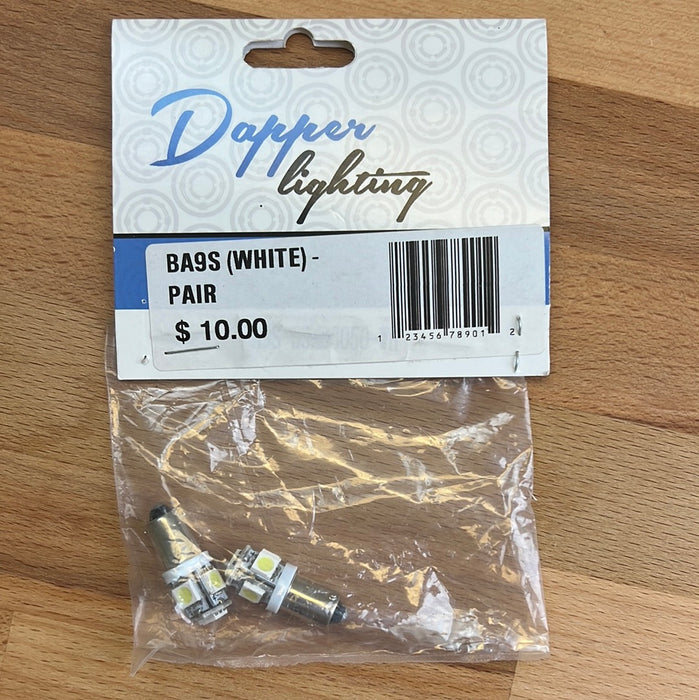 Dapper
lighting
BA9S (WHITE) -
PAIR
$ 10.00
1 23456 78901 2